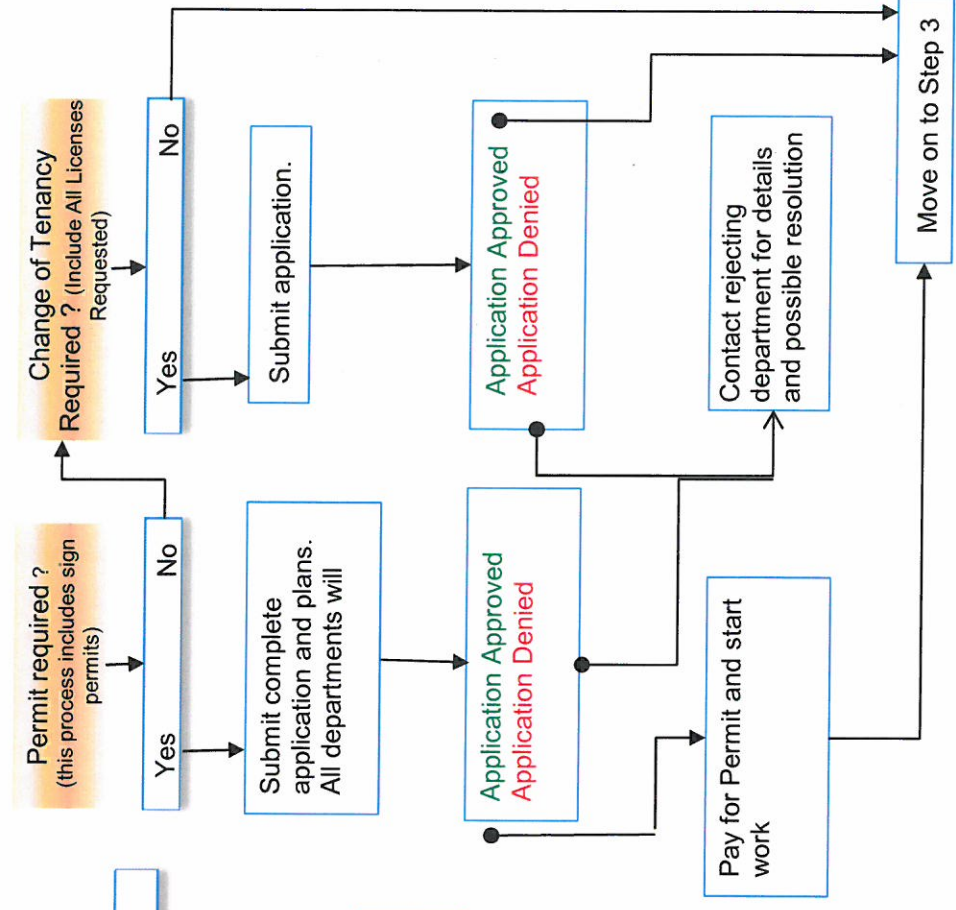 Permit required ?
(this process includes sign
permits)
Yes
No
Submit complete
application and plans.
All departments will
Application Approved
Application Denied
Pay for Permit and start
work
Change of Tenancy
Required ? (Include All Licenses
Requested)
Yes
No
Submit application.
Application Approved
Application Denied
Contact rejecting
department for details
and possible resolution
Move on to Step 3